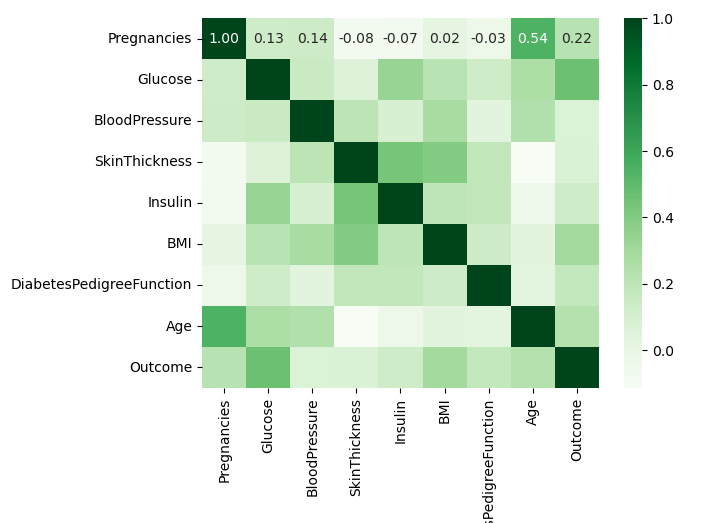 Pregnancies 1.00 0.13 0.14 -0.08 -0.07 0.02 -0.03 0.54 0.22
Glucose
BloodPressure
SkinThickness
Insulin
BMI
DiabetesPedigreeFunction
Age
Outcome
Pregnancies
Glucose
BloodPressure
SkinThickness
Insulin
BMI
sPedigreeFunction
Age
Outcome
1.0
0.8
0.6
0.4
0.2
0.0